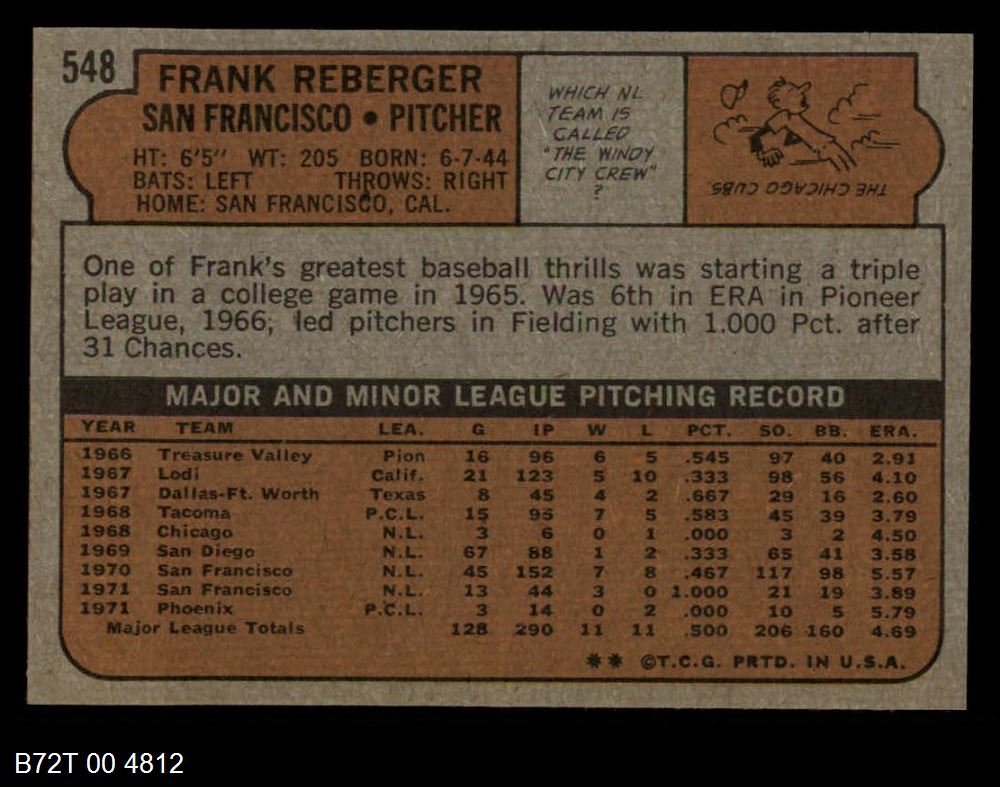 548
FRANK REBERGER
SAN FRANCISCO • PITCHER
HT: 6'5" WT: 205 BORN: 6-7-44
BATS: LEFT THROWS: RIGHT
HOME: SAN FRANCISCO, CAL.
WHICH NL
TEAM IS
CALLED
"THE WINDY
CITY CREW"
?
THE CHICAGO CUBS.
One of Frank's greatest baseball thrills was starting a triple
play in a college game in 1965. Was 6th in ERA in Pioneer
League, 1966, led pitchers in Fielding with 1.000 Pct. after
31 Chances.
MAJOR AND MINOR LEAGUE PITCHING RECORD
YEAR TEAM LEA. G IP W L PCT. SO. BB. ERA.
1966 Treasure Valley Pion 16 96 6 5 .545 97 40 2.91
1967 Lodi Calif. 21 123 5 10 .333 98 56 4.10
1967 Dallas-Ft. Worth Texas 8 45 4 2 .667 29 16 2.60
1968 Tacoma P.C.L. 15 95 7 5 .583 45 39 3.79
1968 Chicago N.L. 3 6 0 1 .000 3 2 4.50
1969 San Diego N.L. 67 88 1 2 .333 65 41 3.58
1970 San Francisco N.L. 45 152 7 8 .467 117 98 5.57
1971 San Francisco N.L. 13 44 3 0 1.000 21 19 3.89
1971 Phoenix P.C.L. 3 14 0 2 .000 10 5 5.79
Major League Totals 128 290 11 11 .500 206 160 4.69
** ©T.C.G. PRTD. IN U.S.A.
B72T 00 4812